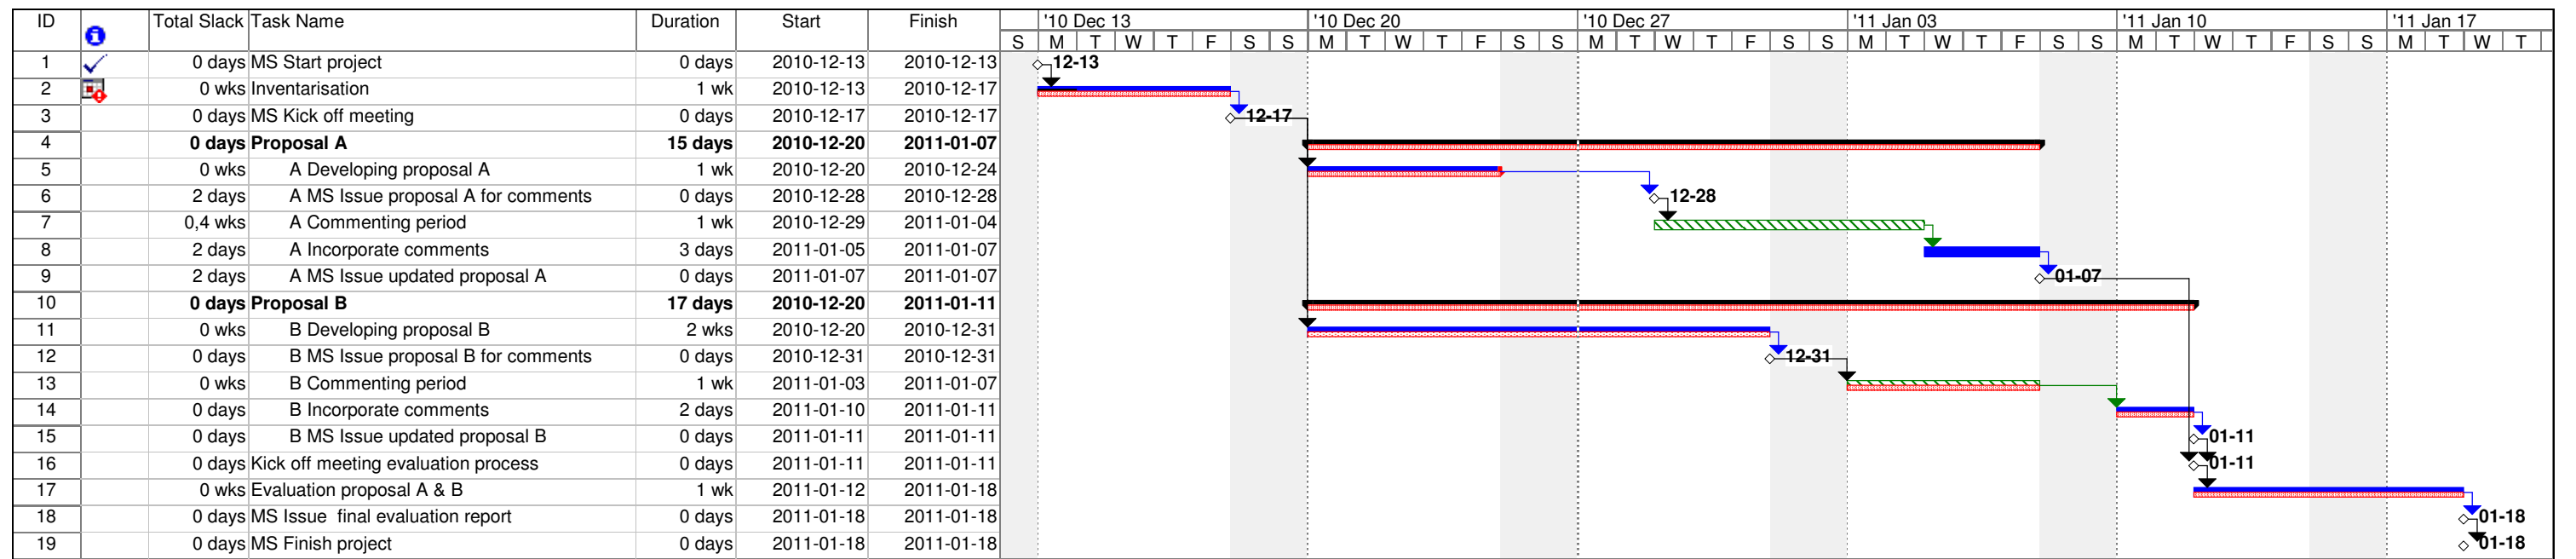 ID Total Slack Task Name Duration Start Finish '10 Dec 13 '10 Dec 20 '10 Dec 27 '11 Jan 03 '11 Jan 10 '11 Jan 17
S M T W T F S S M T W T F S S M T W T F S S M T W T F S S M T W T F S S M T W T
1 0 days MS Start project 0 days 2010-12-13 2010-12-13 12-13
2 0 wks Inventarisation 1 wk 2010-12-13 2010-12-17
3 0 days MS Kick off meeting 0 days 2010-12-17 2010-12-17 12-17
4 0 days Proposal A 15 days 2010-12-20 2011-01-07
5 0 wks A Developing proposal A 1 wk 2010-12-20 2010-12-24
6 2 days A MS Issue proposal A for comments 0 days 2010-12-28 2010-12-28 12-28
7 0,4 wks A Commenting period 1 wk 2010-12-29 2011-01-04
8 2 days A Incorporate comments 3 days 2011-01-05 2011-01-07
9 2 days A MS Issue updated proposal A 0 days 2011-01-07 2011-01-07 01-07
10 0 days Proposal B 17 days 2010-12-20 2011-01-11
11 0 wks B Developing proposal B 2 wks 2010-12-20 2010-12-31
12 0 days B MS Issue proposal B for comments 0 days 2010-12-31 2010-12-31 12-31
13 0 wks B Commenting period 1 wk 2011-01-03 2011-01-07
14 0 days B Incorporate comments 2 days 2011-01-10 2011-01-11
15 0 days B MS Issue updated proposal B 0 days 2011-01-11 2011-01-11 01-11
16 0 days Kick off meeting evaluation process 0 days 2011-01-11 2011-01-11 01-11
17 0 wks Evaluation proposal A & B 1 wk 2011-01-12 2011-01-18
18 0 days MS Issue final evaluation report 0 days 2011-01-18 2011-01-18 01-18
19 0 days MS Finish project 0 days 2011-01-18 2011-01-18 01-18